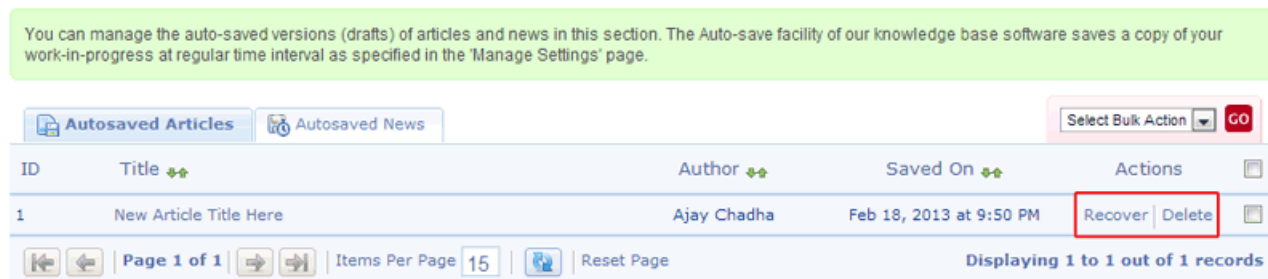 You can manage the auto-saved versions (drafts) of articles and news in this section. The Auto-save facility of our knowledge base software saves a copy of your
work-in-progress at regular time interval as specified in the 'Manage Settings' page.
Autosaved Articles Autosaved News Select Bulk Action GO
ID Title Author Saved On Actions
1 New Article Title Here Ajay Chadha Feb 18, 2013 at 9:50 PM Recover | Delete
Page 1 of 1 | Items Per Page 15 | Reset Page Displaying 1 to 1 out of 1 records